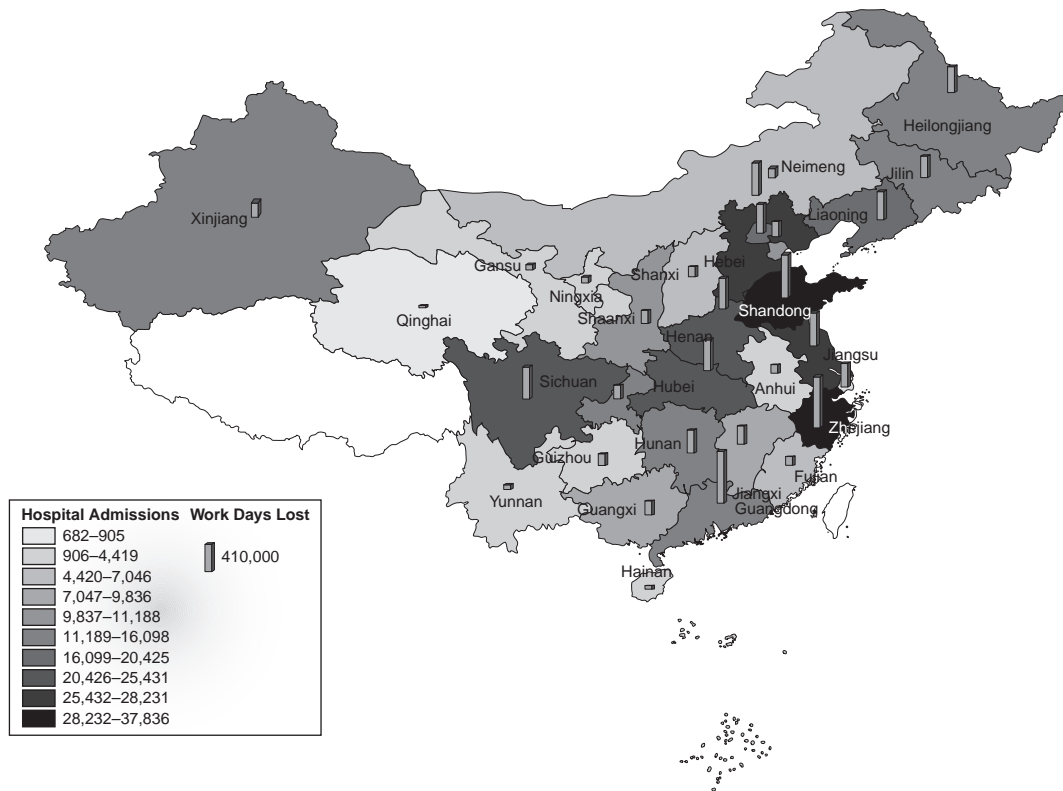 Heilongjiang
Neimeng
Jilin
Liaoning
Xinjiang
Gansu
Shanxi
Hebei
Ningxia
Qinghai
Shaanxi
Shandong
Henan
Jiangsu
Sichuan
Hubei
Anhui
Zhejiang
Hunan
Guizhou
Fujian
Yunnan
Guangxi
Jiangxi
Guangdong
Hainan
Hospital Admissions Work Days Lost
682–905
906–4,419
410,000
4,420–7,046
7,047–9,836
9,837–11,188
11,189–16,098
16,099–20,425
20,426–25,431
25,432–28,231
28,232–37,836